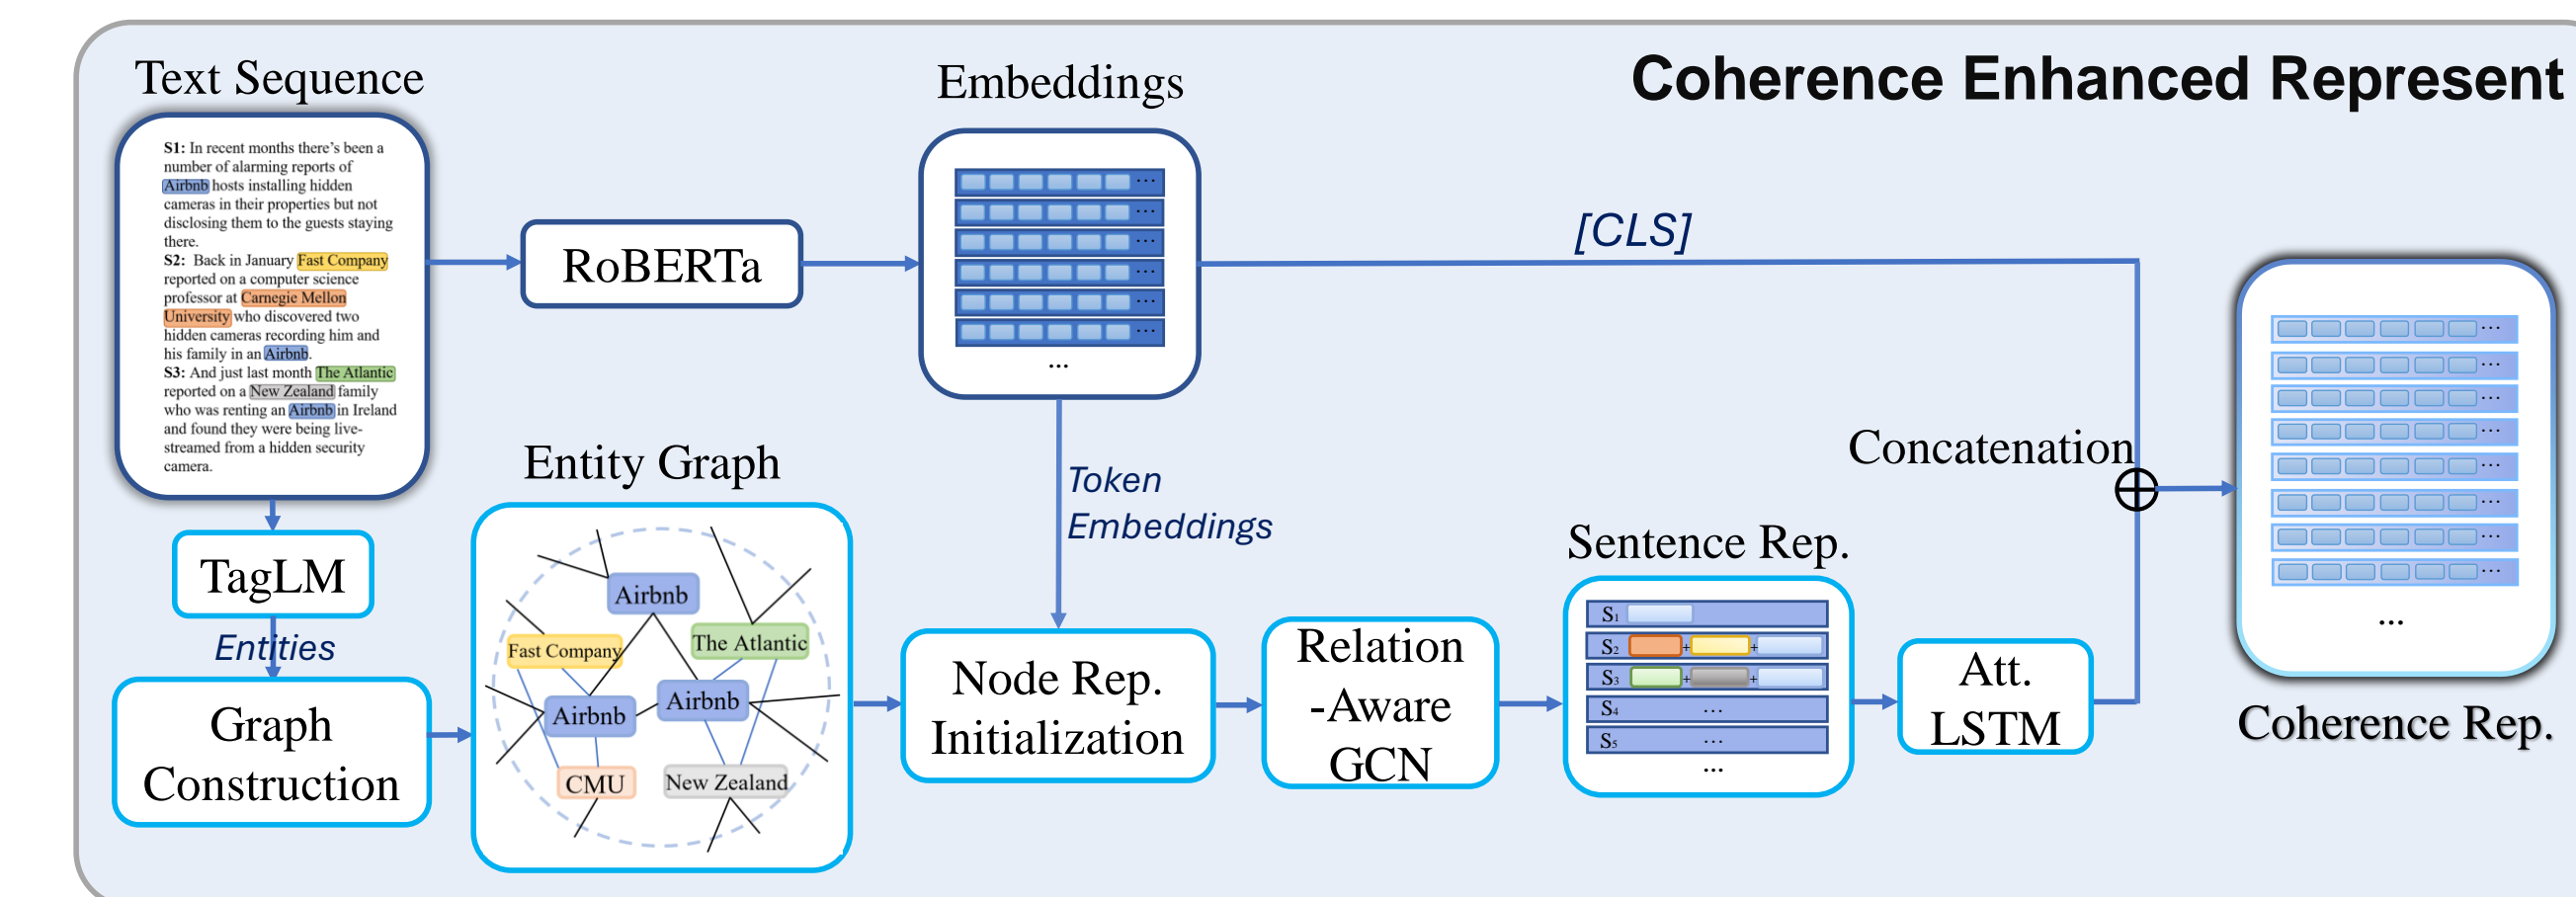 Coherence Enhanced Represent
Text Sequence
S1: In recent months there's been a
number of alarming reports of
Airbnb hosts installing hidden
cameras in their properties but not
disclosing them to the guests staying
there.
S2: Back in January Fast Company
reported on a computer science
professor at Carnegie Mellon
University who discovered two
hidden cameras recording him and
his family in an Airbnb.
S3: And just last month The Atlantic
reported on a New Zealand family
who was renting an Airbnb in Ireland
and found they were being live-
streamed from a hidden security
camera.
RoBERTa
Embeddings
...
...
...
...
...
...
...
[CLS]
Token
Embeddings
TagLM
Entities
Graph
Construction
Entity Graph
Airbnb
Fast Company
The Atlantic
Airbnb
Airbnb
CMU
New Zealand
Node Rep.
Initialization
Relation
-Aware
GCN
Sentence Rep.
S1
S2 + +
S3 + +
S4 ...
S5 ...
...
Att.
LSTM
Concatenation
...
...
...
...
...
...
...
...
...
Coherence Rep.